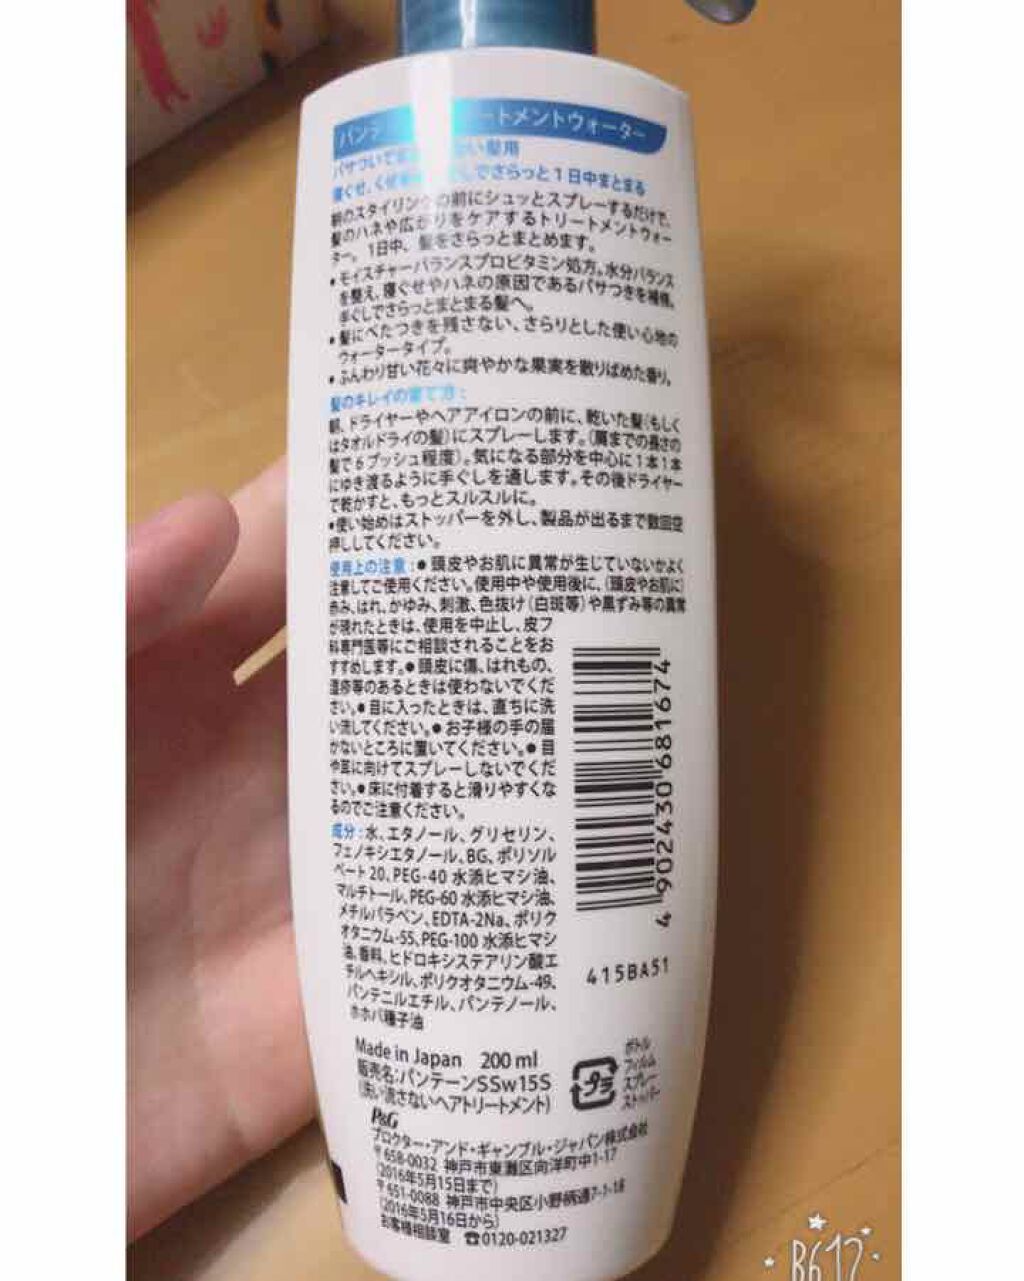 パンテ ートメントウォーター
パサついて い髪用
寝ぐせ、くせ しでさらっと1日中まとまる
朝のスタイリングの前にシュッとスプレーするだけで、
髪のハネや広がりをケアするトリートメントウォー
ター。1日中、髪をさらっとまとめます。
•モイスチャーバランスプロビタミン処方。水分バランス
を整え、寝ぐせやハネの原因であるパサつきを補修。
手ぐしでさらっとまとまる髪へ。
•髪にべたつきを残さない、さらりとした使い心地の
ウォータータイプ。
•ふんわり甘い花々に爽やかな果実を散りばめた香り。
髪のキレイの育て方:
朝、ドライヤーやヘアアイロンの前に、乾いた髪(もしく
はタオルドライの髪)にスプレーします。(肩までの長さの
髪で6プッシュ程度)。気になる部分を中心に1本1本
にゆき渡るように手ぐしを通します。その後ドライヤー
で乾かすと、もっとスルスルに。
•使い始めはストッパーを外し、製品が出るまで数回空
押ししてください。
使用上の注意:●頭皮やお肌に異常が生じていないかよく
注意してご使用ください。使用中や使用後に、(頭皮やお肌に)
赤み、はれ、かゆみ、刺激、色抜け(白斑等)や黒ずみ等の異常
が現れたときは、使用を中止し、皮フ
科専門医等にご相談されることをお
すすめします。●頭皮に傷、はれもの、
湿疹等のあるときは使わないでくだ
さい。●目に入ったときは、直ちに洗
い流してください。●お子様の手の届
かないところに置いてください。●目
や耳に向けてスプレーしないでくだ
さい。●床に付着すると滑りやすくな
るのでご注意ください。
成分:水、エタノール、グリセリン、
フェノキシエタノール、BG、ポリソル
ベート20、PEG-40水添ヒマシ油、
マルチトール、PEG-60水添ヒマシ油、
メチルパラベン、EDTA-2Na、ポリク
オタニウム-55、PEG-100水添ヒマシ
油、香料、ヒドロキシステアリン酸エ
チルヘキシル、ポリクオタニウム-49、
パンテニルエチル、パンテノール、
ホホバ種子油
4902430681674
415BA51
Made in Japan 200 ml
販売名:パンテーンSSw15S
(洗い流さないヘアトリートメント)
プラ
ボトル
フィルム
スプレー
ストッパー
P&G
プロクター・アンド・ギャンブル・ジャパン株式会社
〒658-0032 神戸市東灘区向洋町中1-17
(2016年5月15日まで)
〒651-0088 神戸市中央区小野柄通7-1-18
(2016年5月16日から)
お客様相談室 ☎0120-021327
B612